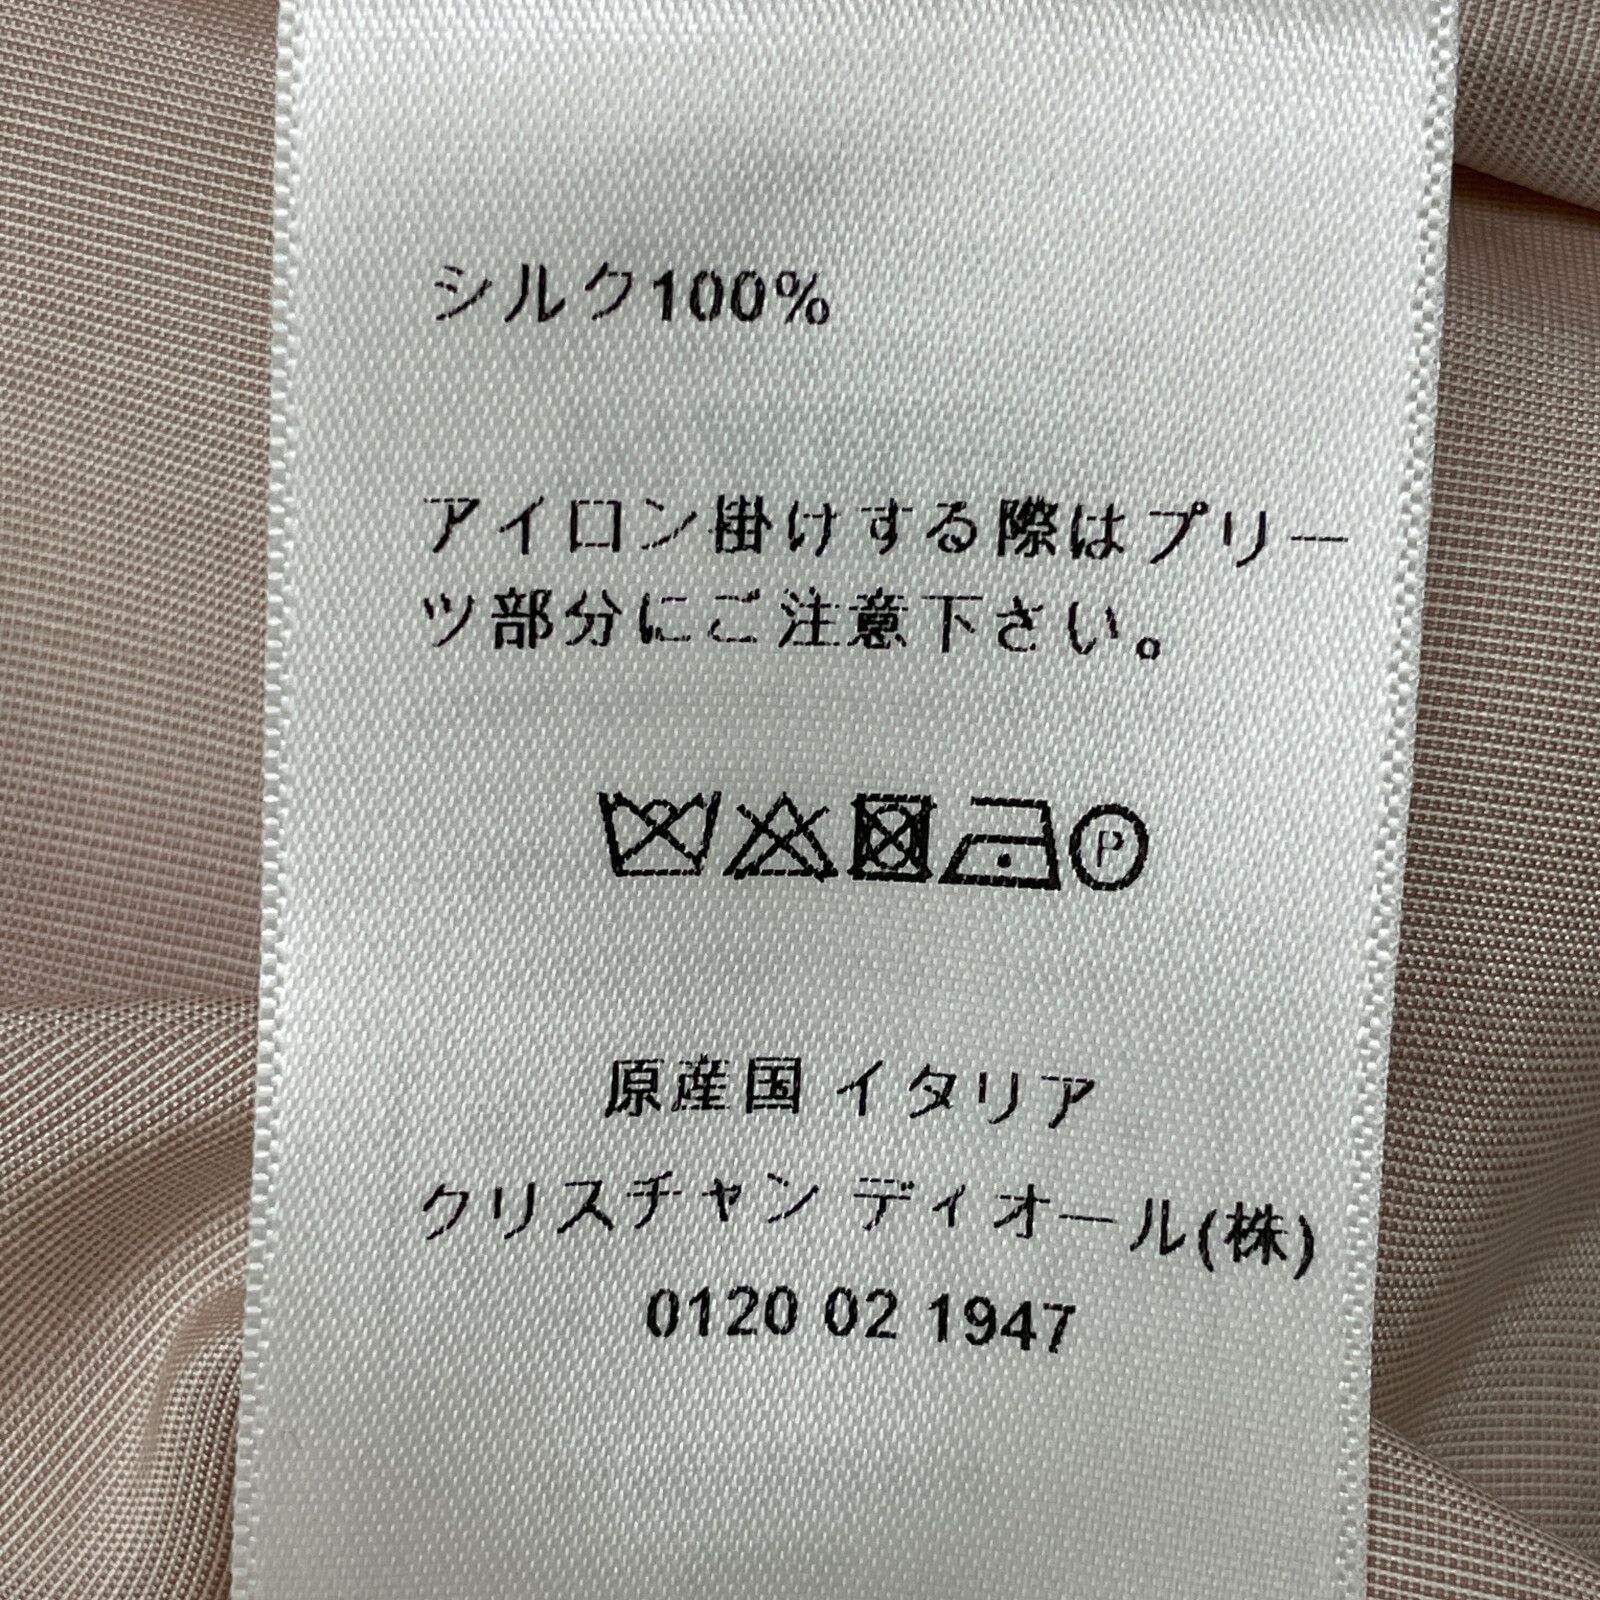 シルク100%
アイロン掛けする際はプリー
ツ部分にご注意下さい。
P
原産国 イタリア
クリスチャン ディオール(株)
0120 02 1947